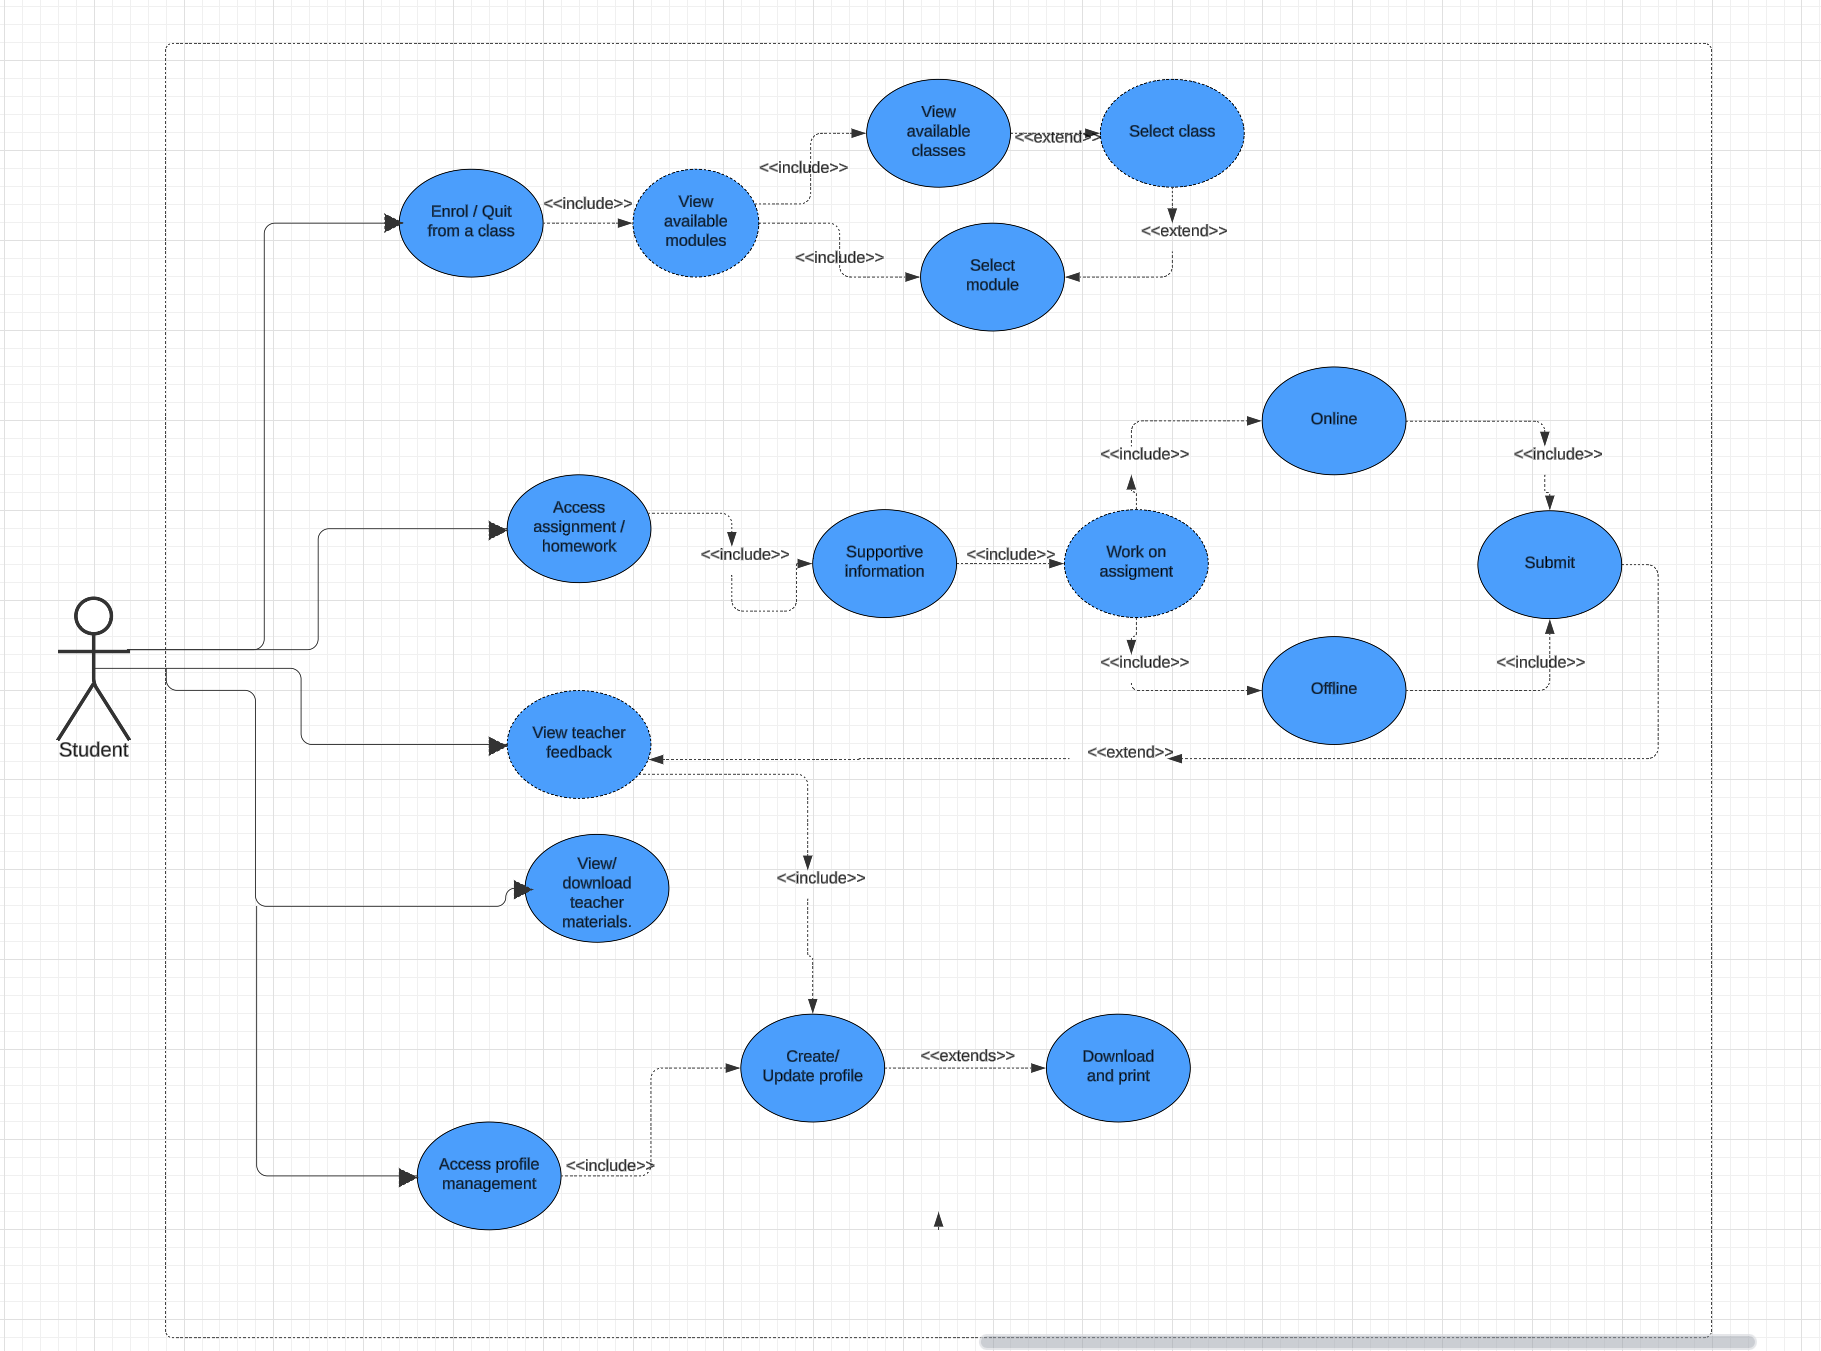 View
available
classes
<<extend>>
Select class
<<include>>
Enrol / Quit
from a class
<<include>>
View
available
modules
<<extend>>
<<include>>
Select
module
Online
<<include>>
<<include>>
Access
assignment /
homework
<<include>>
Supportive
information
<<include>>
Work on
assigment
Submit
<<include>>
Offline
<<include>>
Student
View teacher
feedback
<<extend>>
View/
download
teacher
materials.
<<include>>
Create/
Update profile
<<extends>>
Download
and print
Access profile
management
<<include>>